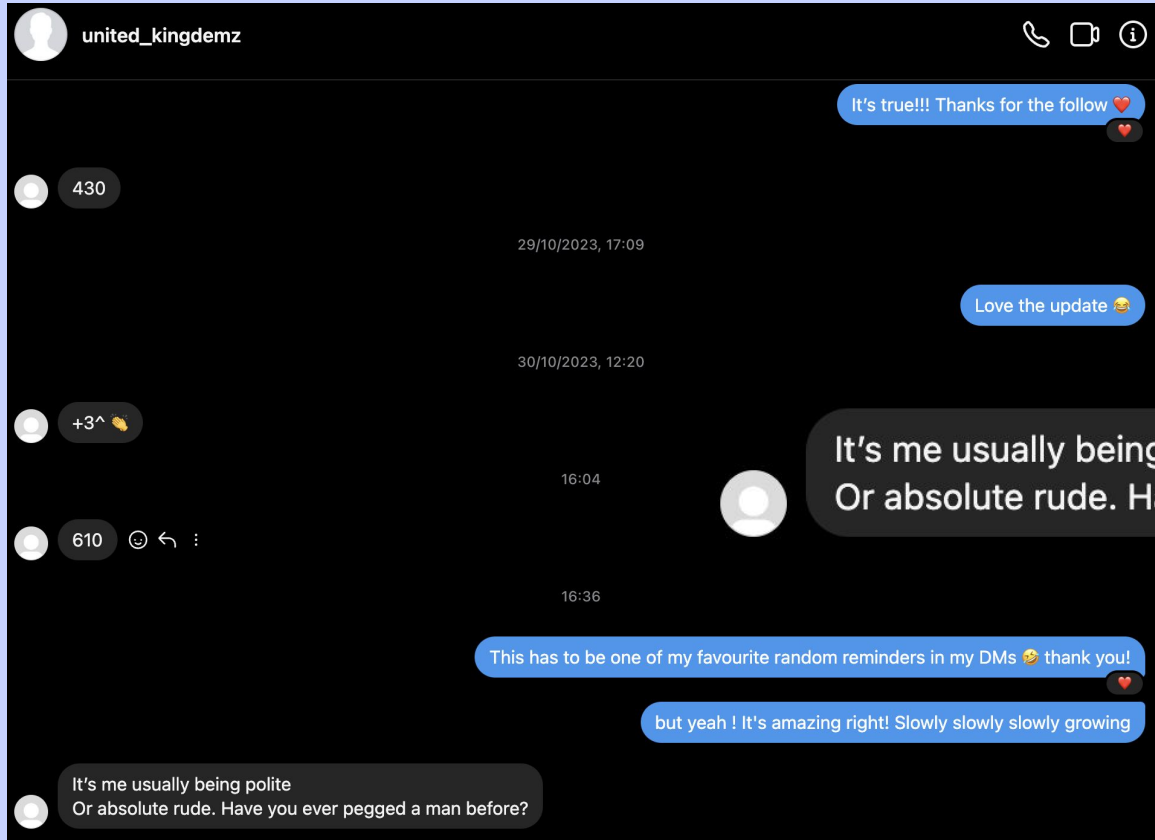 united_kingdemz
It's true!!! Thanks for the follow ❤️
❤️
430
29/10/2023, 17:09
Love the update 😂
30/10/2023, 12:20
+3^ 👏
16:04
It's me usually being
Or absolute rude. Ha
610
16:36
This has to be one of my favourite random reminders in my DMs 🤣 thank you!
❤️
but yeah ! It's amazing right! Slowly slowly slowly growing
It's me usually being polite
Or absolute rude. Have you ever pegged a man before?